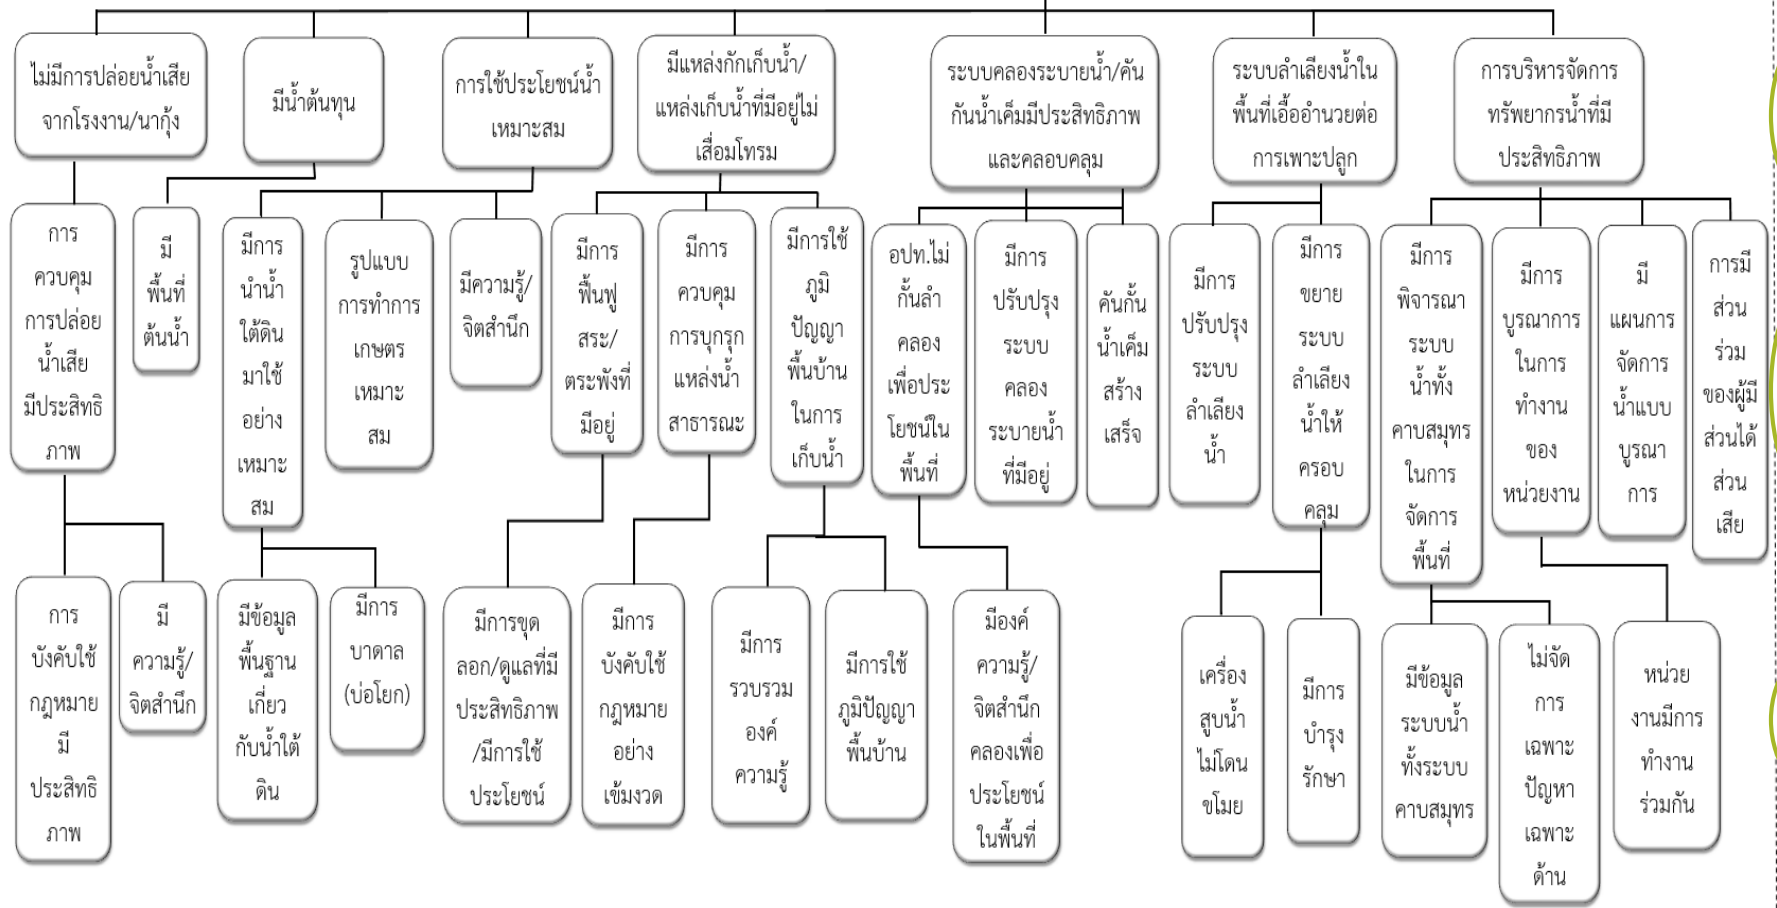 ไม่มีการปล่อยน้ำเสีย
จากโรงงาน/นากุ้ง
มีน้ำต้นทุน
การใช้ประโยชน์น้ำ
เหมาะสม
มีแหล่งกักเก็บน้ำ/
แหล่งเก็บน้ำที่มีอยู่ไม่
เสื่อมโทรม
ระบบคลองระบายน้ำ/คัน
กันน้ำเค็มมีประสิทธิภาพ
และคลอบคลุม
ระบบลำเลียงน้ำใน
พื้นที่เอื้ออำนวยต่อ
การเพาะปลูก
การบริหารจัดการ
ทรัพยากรน้ำที่มี
ประสิทธิภาพ
การ
ควบคุม
การปล่อย
น้ำเสีย
มีประสิทธิ
ภาพ
มี
พื้นที่
ต้นน้ำ
มีการ
นำน้ำ
ใต้ดิน
มาใช้
อย่าง
เหมาะ
สม
รูปแบบ
การทำการ
เกษตร
เหมาะ
สม
มีความรู้/
จิตสำนึก
มีการ
ฟื้นฟู
สระ/
ตระพังที่
มีอยู่
มีการ
ควบคุม
การบุกรุก
แหล่งน้ำ
สาธารณะ
มีการใช้
ภูมิ
ปัญญา
พื้นบ้าน
ในการ
เก็บน้ำ
อปท.ไม่
กั้นลำ
คลอง
เพื่อประ
โยชน์ใน
พื้นที่
มีการ
ปรับปรุง
ระบบ
คลอง
ระบายน้ำ
ที่มีอยู่
คันกั้น
น้ำเค็ม
สร้าง
เสร็จ
มีการ
ปรับปรุง
ระบบ
ลำเลียง
น้ำ
มีการ
ขยาย
ระบบ
ลำเลียง
น้ำให้
ครอบ
คลุม
มีการ
พิจารณา
ระบบ
น้ำทั้ง
คาบสมุทร
ในการ
จัดการ
พื้นที่
มีการ
บูรณาการ
ในการ
ทำงาน
ของ
หน่วยงาน
มี
แผนการ
จัดการ
น้ำแบบ
บูรณา
การ
การมี
ส่วน
ร่วม
ของผู้มี
ส่วนได้
ส่วน
เสีย
การ
บังคับใช้
กฎหมาย
มี
ประสิทธิ
ภาพ
มี
ความรู้/
จิตสำนึก
มีข้อมูล
พื้นฐาน
เกี่ยว
กับน้ำใต้
ดิน
มีการ
บาดาล
(บ่อโยก)
มีการขุด
ลอก/ดูแลที่มี
ประสิทธิภาพ
/มีการใช้
ประโยชน์
มีการ
บังคับใช้
กฎหมาย
อย่าง
เข้มงวด
มีการ
รวบรวม
องค์
ความรู้
มีการใช้
ภูมิปัญญา
พื้นบ้าน
มีองค์
ความรู้/
จิตสำนึก
คลองเพื่อ
ประโยชน์
ในพื้นที่
เครื่อง
สูบน้ำ
ไม่โดน
ขโมย
มีการ
บำรุง
รักษา
มีข้อมูล
ระบบน้ำ
ทั้งระบบ
คาบสมุทร
ไม่จัด
การ
เฉพาะ
ปัญหา
เฉพาะ
ด้าน
หน่วย
งานมีการ
ทำงาน
ร่วมกัน